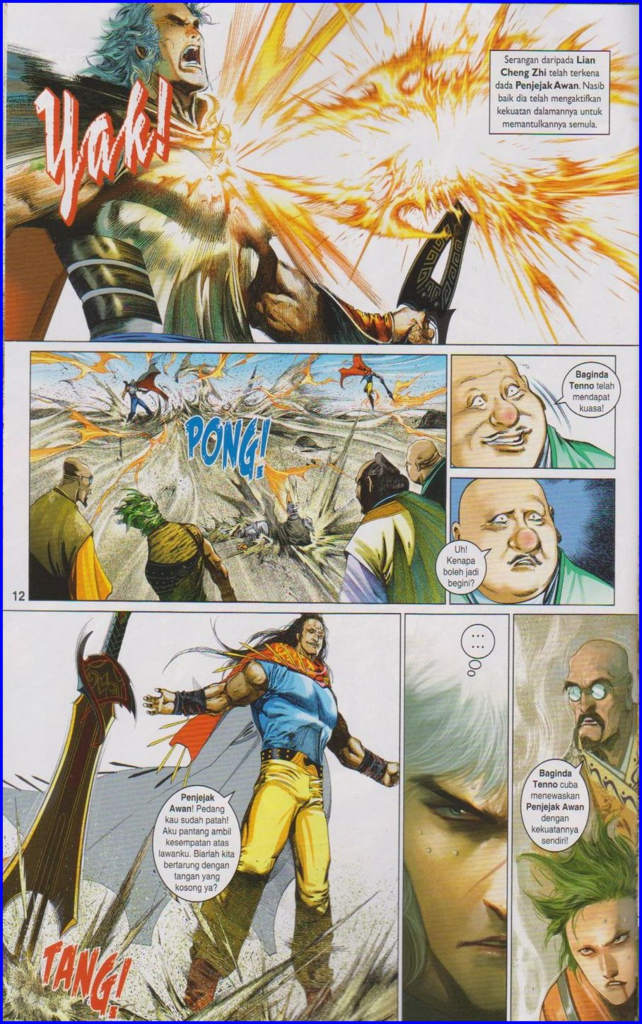 Yak!
Serangan daripada Lian
Cheng Zhi telah terkena
dada Penjejak Awan. Nasib
baik dia telah mengaktifkan
kekuatan dalamannya untuk
memantulkannya semula.
PONG!
Baginda
Tenno telah
mendapat
kuasa!
Uh!
Kenapa
boleh jadi
begini?
12
Penjejak
Awan! Pedang
kau sudah patah!
Aku pantang ambil
kesempatan atas
lawanku. Biarlah kita
bertarung dengan
tangan yang
kosong ya?
TANG!
...
...
Baginda
Tenno cuba
menewaskan
Penjejak Awan
dengan
kekuatannya
sendiri!